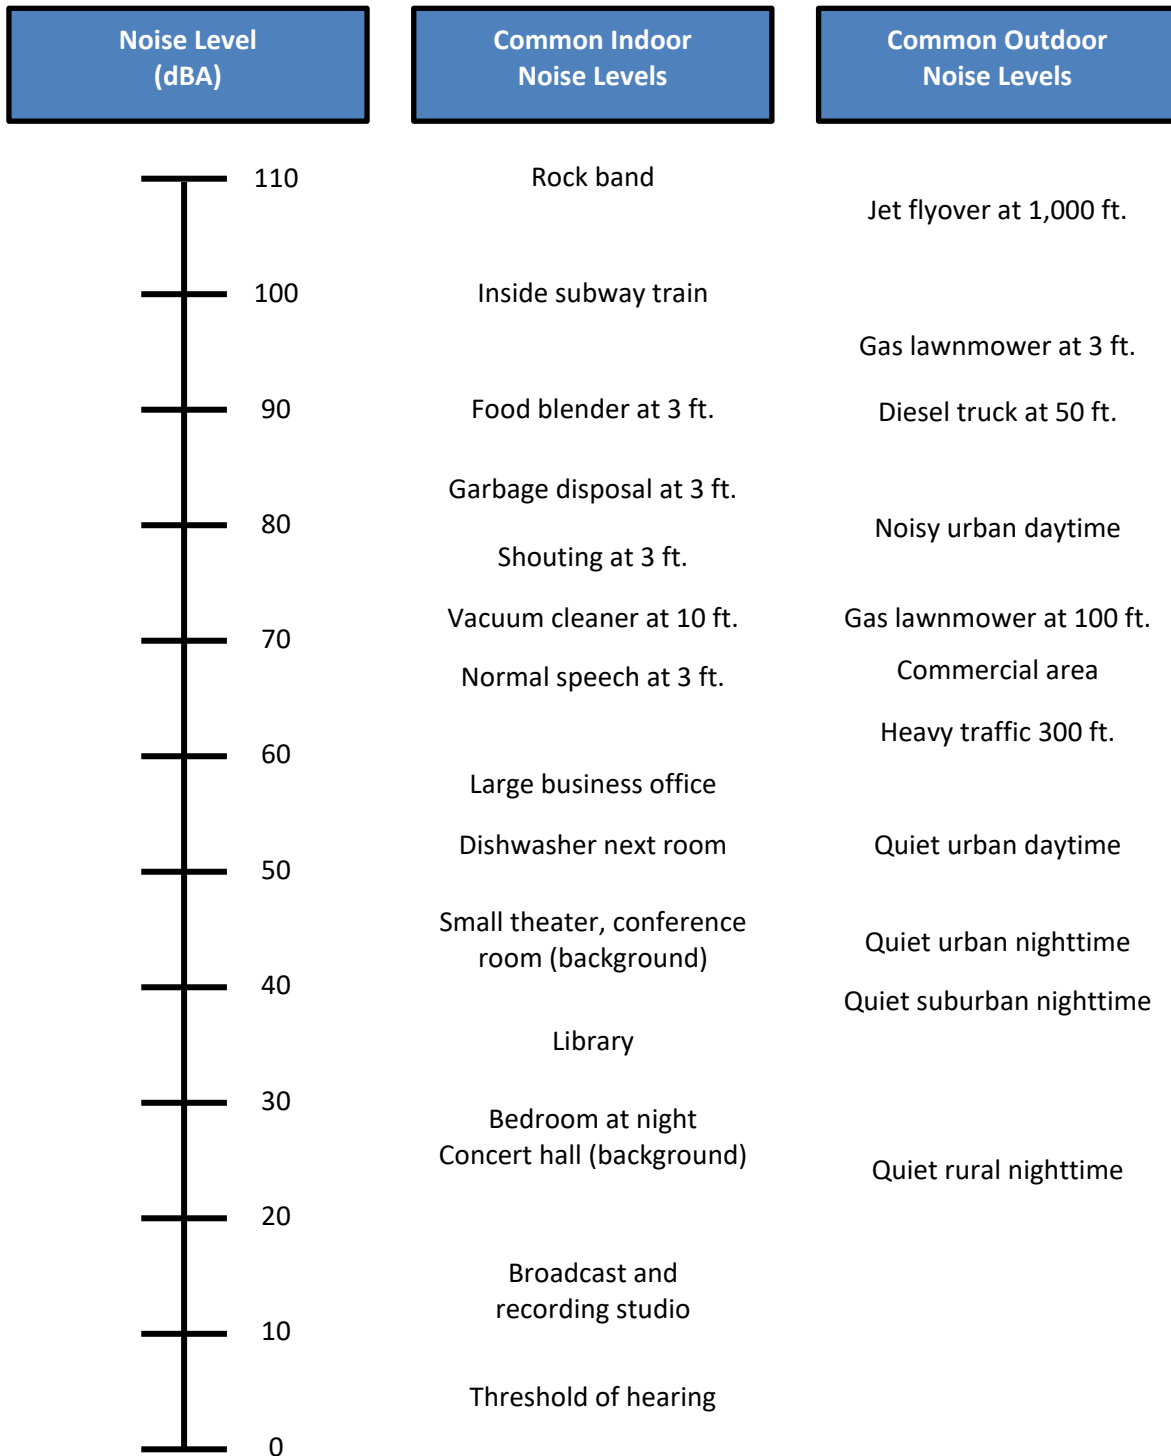 Noise Level
(dBA)
Common Indoor
Noise Levels
Common Outdoor
Noise Levels
110
Rock band
Jet flyover at 1,000 ft.
100
Inside subway train
Gas lawnmower at 3 ft.
90
Food blender at 3 ft.
Diesel truck at 50 ft.
Garbage disposal at 3 ft.
80
Noisy urban daytime
Shouting at 3 ft.
Vacuum cleaner at 10 ft.
Gas lawnmower at 100 ft.
70
Commercial area
Normal speech at 3 ft.
Heavy traffic 300 ft.
60
Large business office
Dishwasher next room
Quiet urban daytime
50
Small theater, conference
room (background)
Quiet urban nighttime
40
Quiet suburban nighttime
Library
30
Bedroom at night
Concert hall (background)
Quiet rural nighttime
20
Broadcast and
recording studio
10
Threshold of hearing
0